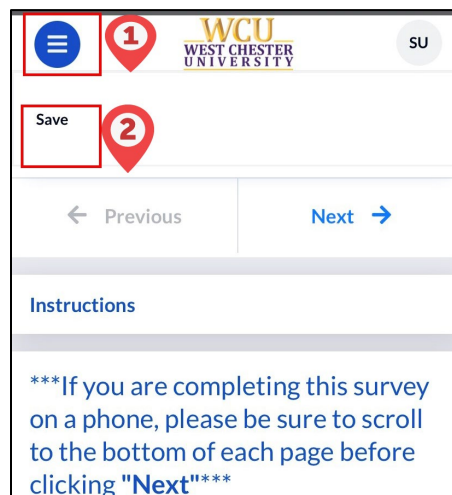 1
WCU
WEST CHESTER
UNIVERSITY
SU
Save
2
← Previous
Next →
Instructions
***If you are completing this survey
on a phone, please be sure to scroll
to the bottom of each page before
clicking "Next"***